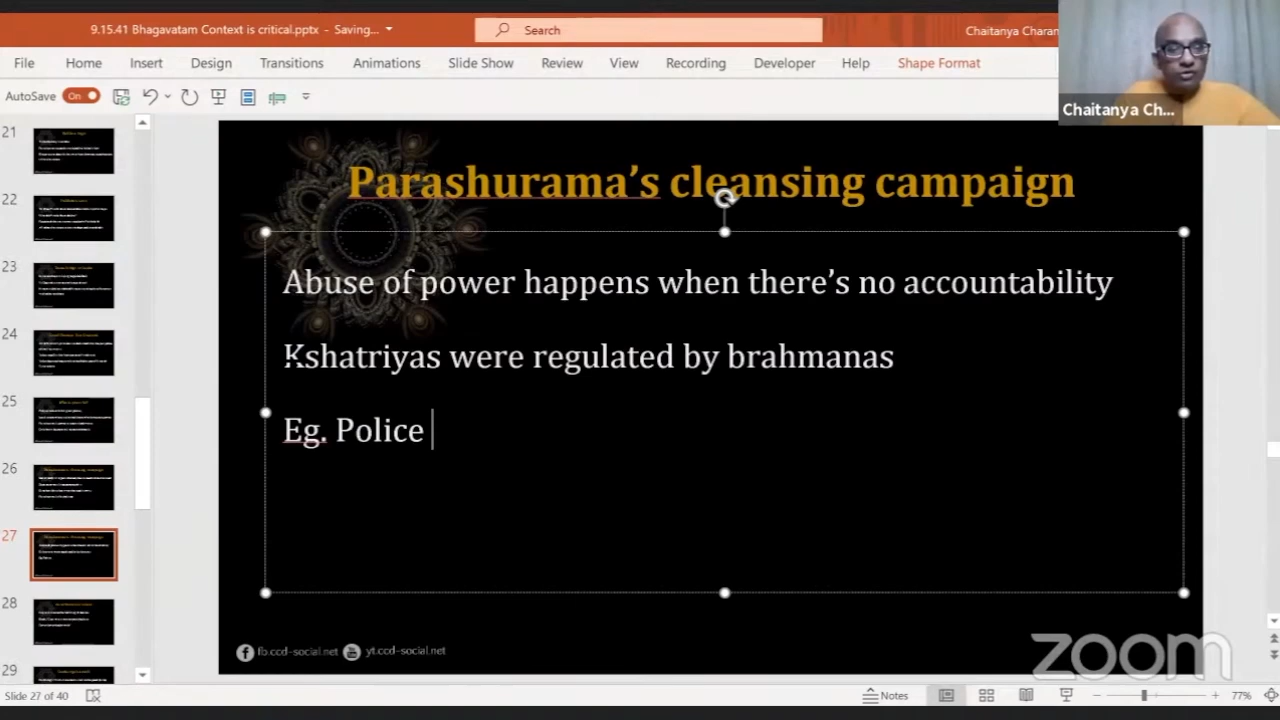 9.15.41 Bhagavatam Context is critical.pptx - Saving...
Search
Chaitanya Charan
File Home Insert Design Transitions Animations Slide Show Review View Recording Developer Help Shape Format
AutoSave On
Chaitanya Ch...
21
22
23
24
25
26
27
28
29
Parashurama's cleansing campaign
Abuse of power happens when there's no accountability
Kshatriyas were regulated by brahmanas
Eg. Police
fb.ccd-social.net yt.ccd-social.net
zoom
Slide 27 of 40
Notes
77%